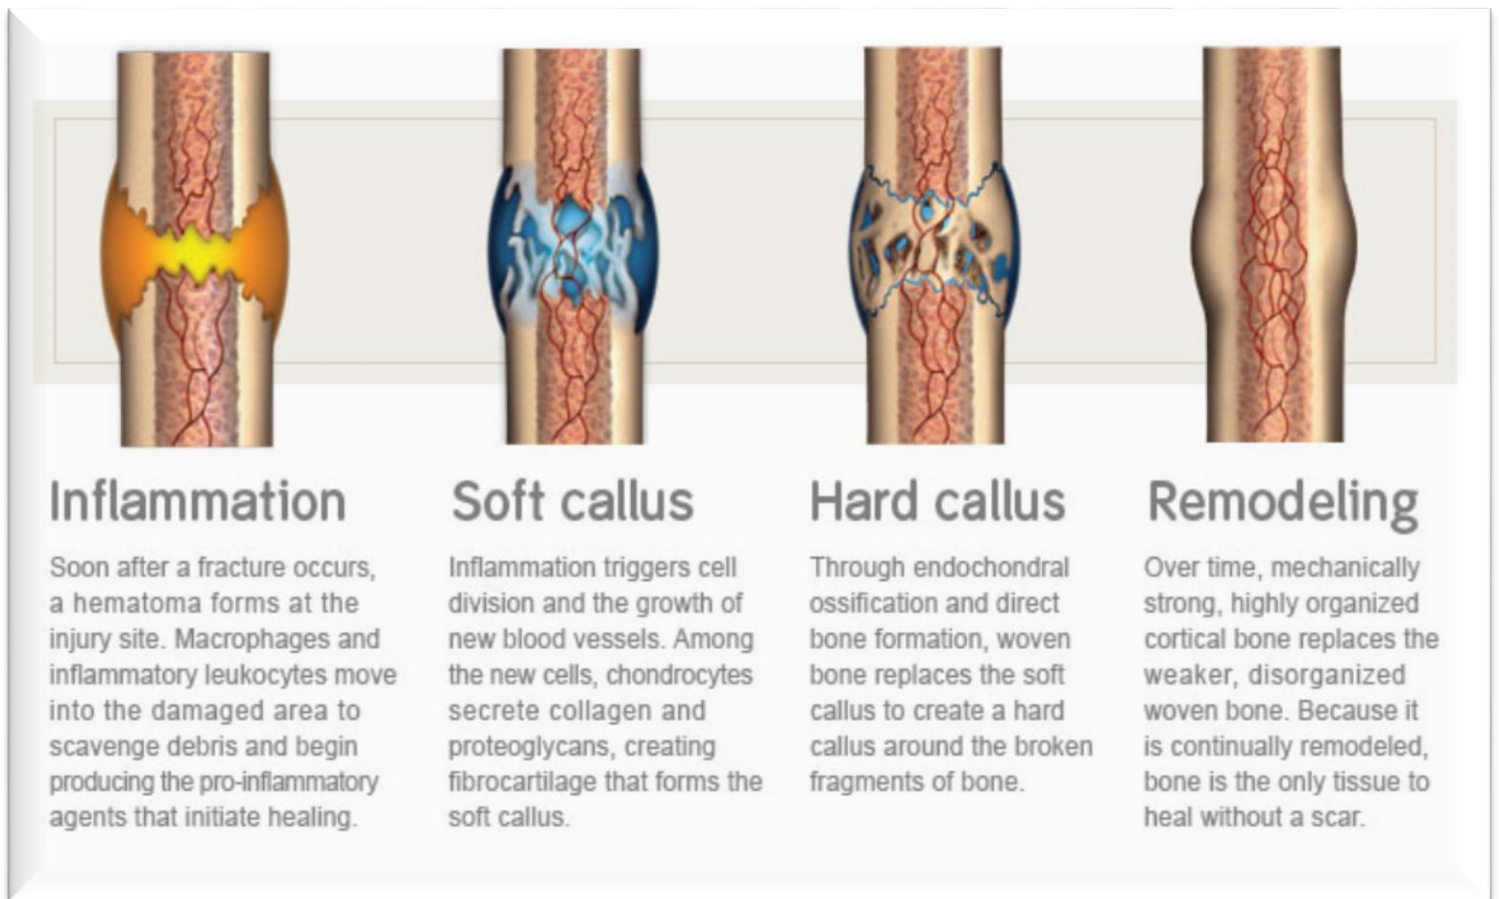 Inflammation
Soon after a fracture occurs,
a hematoma forms at the
injury site. Macrophages and
inflammatory leukocytes move
into the damaged area to
scavenge debris and begin
producing the pro-inflammatory
agents that initiate healing.
Soft callus
Inflammation triggers cell
division and the growth of
new blood vessels. Among
the new cells, chondrocytes
secrete collagen and
proteoglycans, creating
fibrocartilage that forms the
soft callus.
Hard callus
Through endochondral
ossification and direct
bone formation, woven
bone replaces the soft
callus to create a hard
callus around the broken
fragments of bone.
Remodeling
Over time, mechanically
strong, highly organized
cortical bone replaces the
weaker, disorganized
woven bone. Because it
is continually remodeled,
bone is the only tissue to
heal without a scar.